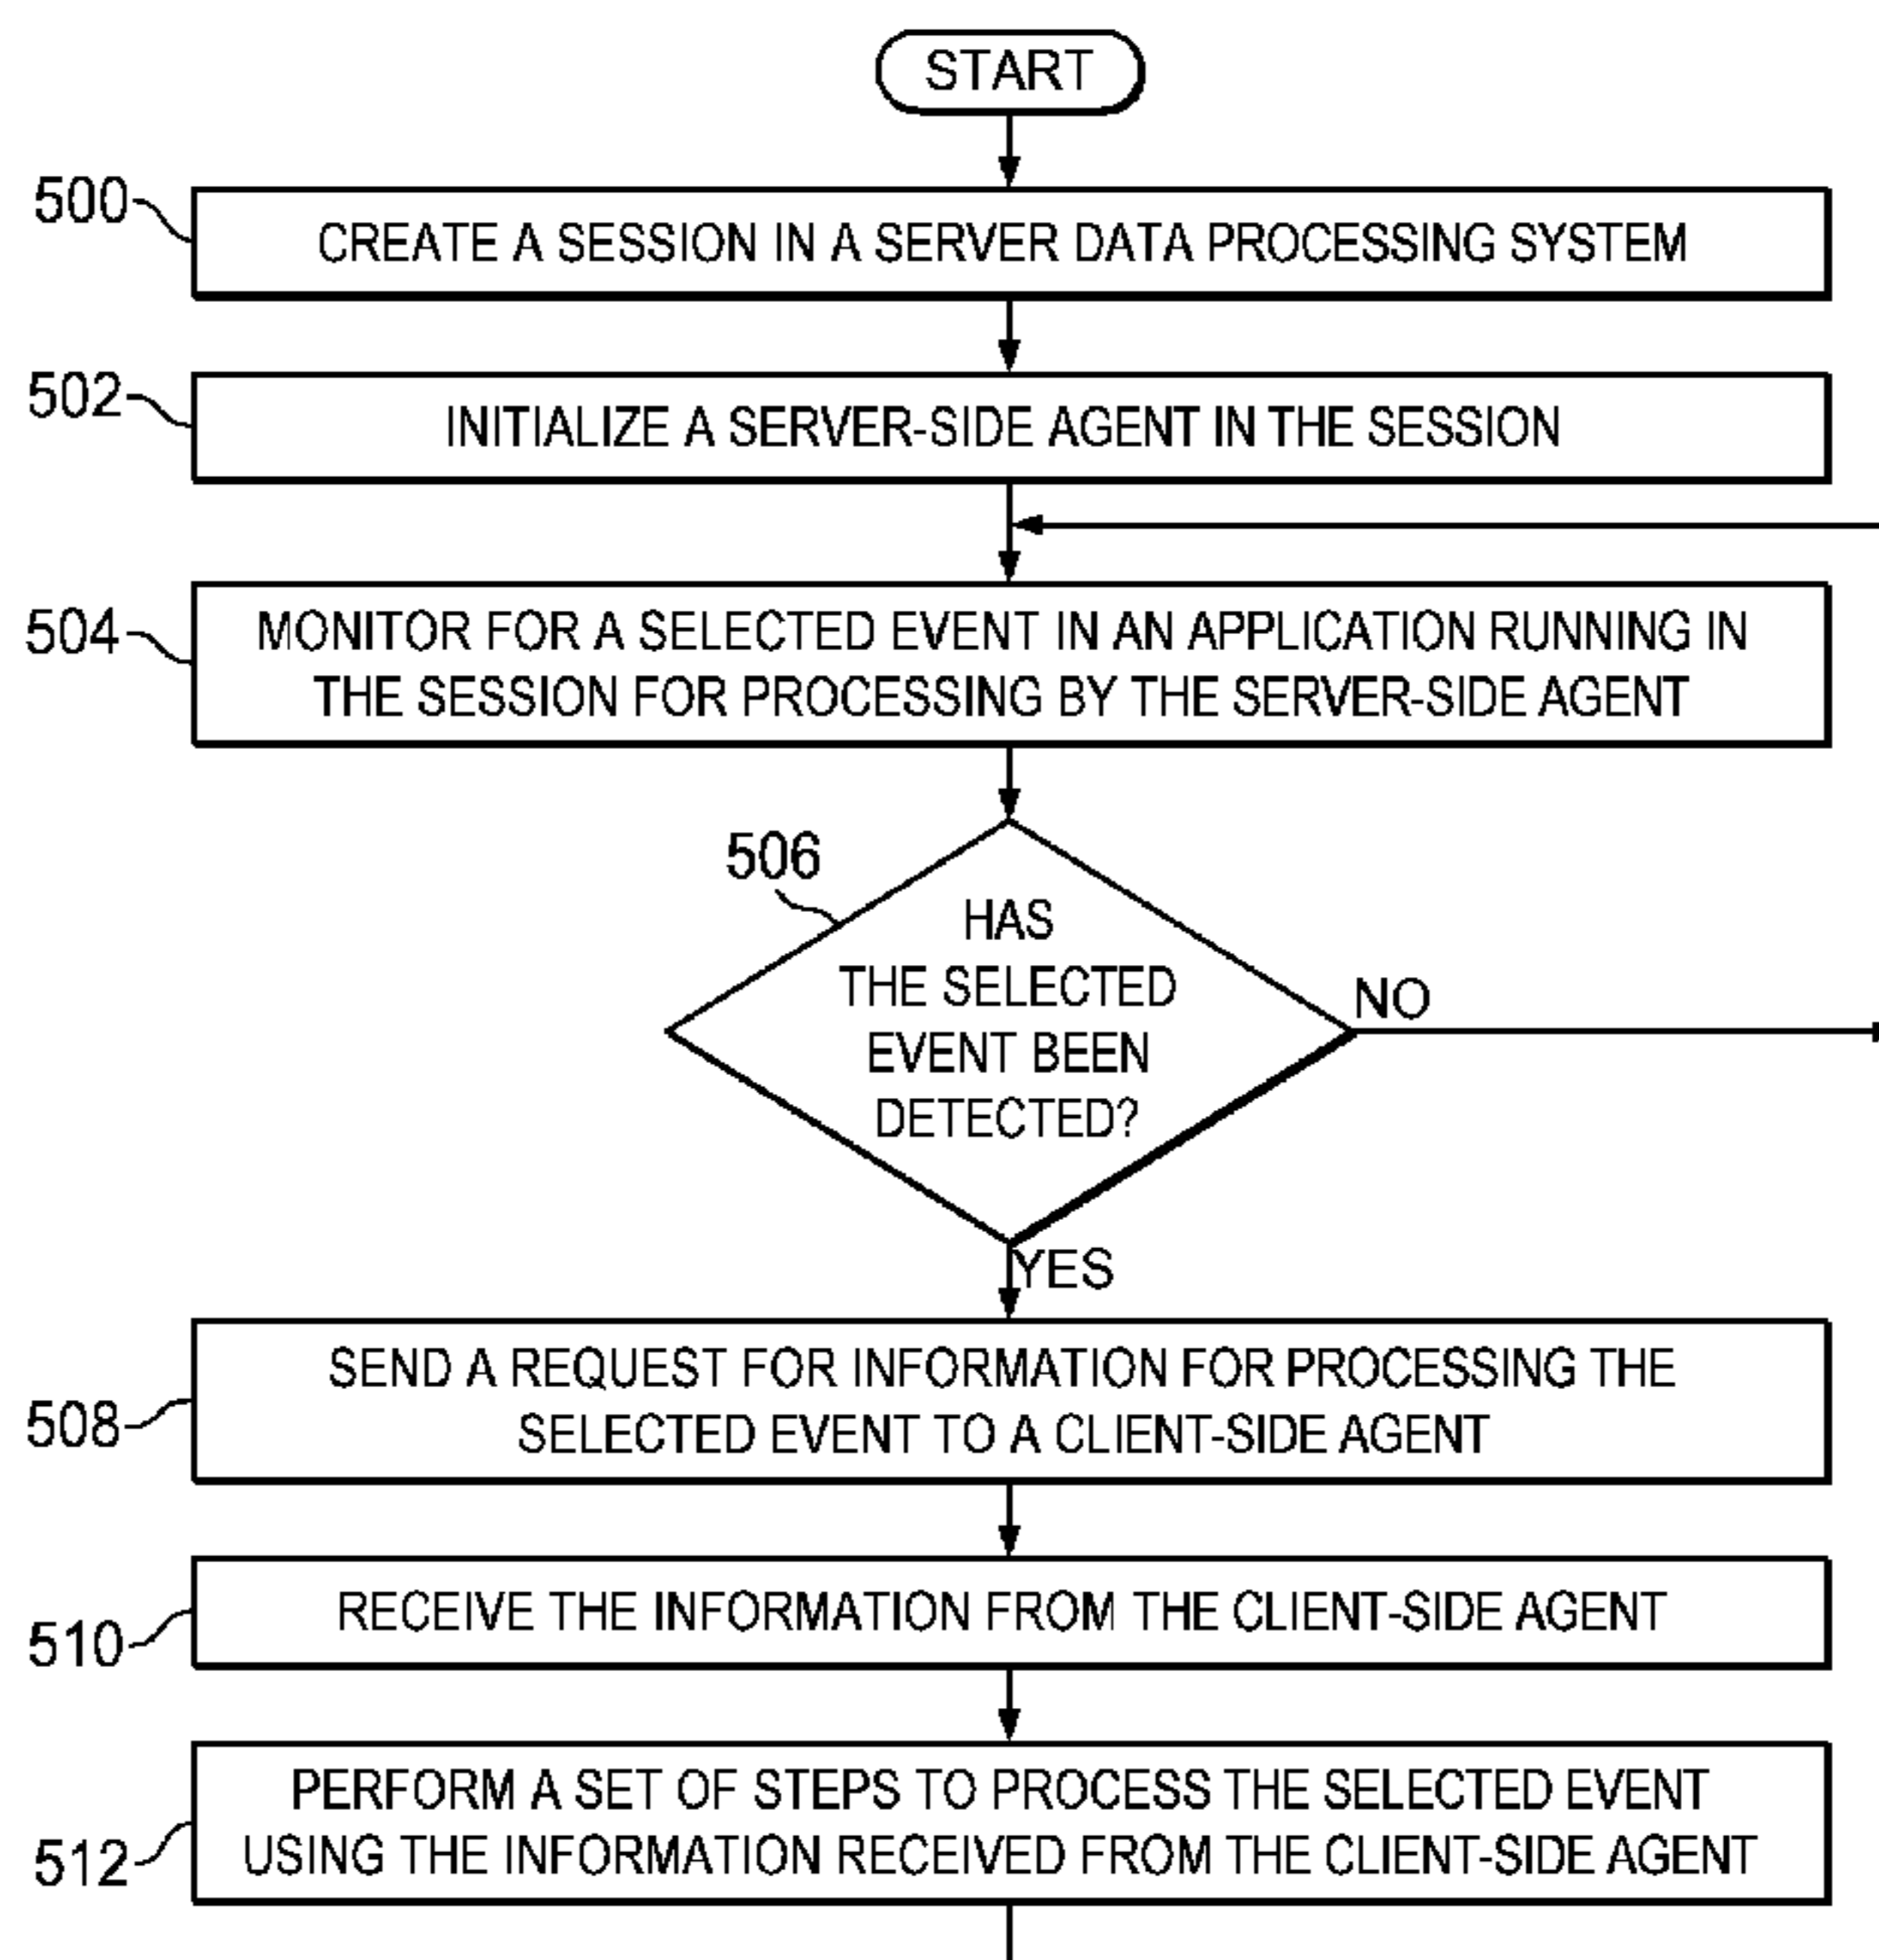 START
500
CREATE A SESSION IN A SERVER DATA PROCESSING SYSTEM
502
INITIALIZE A SERVER-SIDE AGENT IN THE SESSION
504
MONITOR FOR A SELECTED EVENT IN AN APPLICATION RUNNING IN
THE SESSION FOR PROCESSING BY THE SERVER-SIDE AGENT
506
HAS
THE SELECTED
EVENT BEEN
DETECTED?
NO
YES
508
SEND A REQUEST FOR INFORMATION FOR PROCESSING THE
SELECTED EVENT TO A CLIENT-SIDE AGENT
510
RECEIVE THE INFORMATION FROM THE CLIENT-SIDE AGENT
512
PERFORM A SET OF STEPS TO PROCESS THE SELECTED EVENT
USING THE INFORMATION RECEIVED FROM THE CLIENT-SIDE AGENT